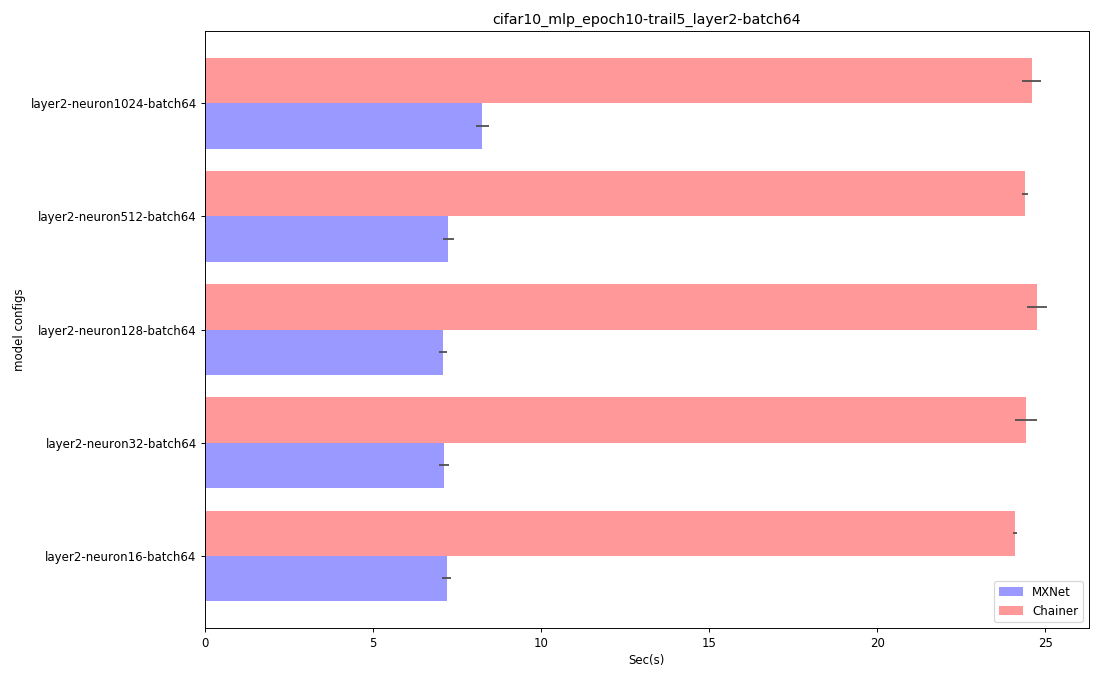 cifar10_mlp_epoch10-trail5_layer2-batch64
model configs
layer2-neuron1024-batch64
layer2-neuron512-batch64
layer2-neuron128-batch64
layer2-neuron32-batch64
layer2-neuron16-batch64
MXNet
Chainer
0 5 10 15 20 25
Sec(s)